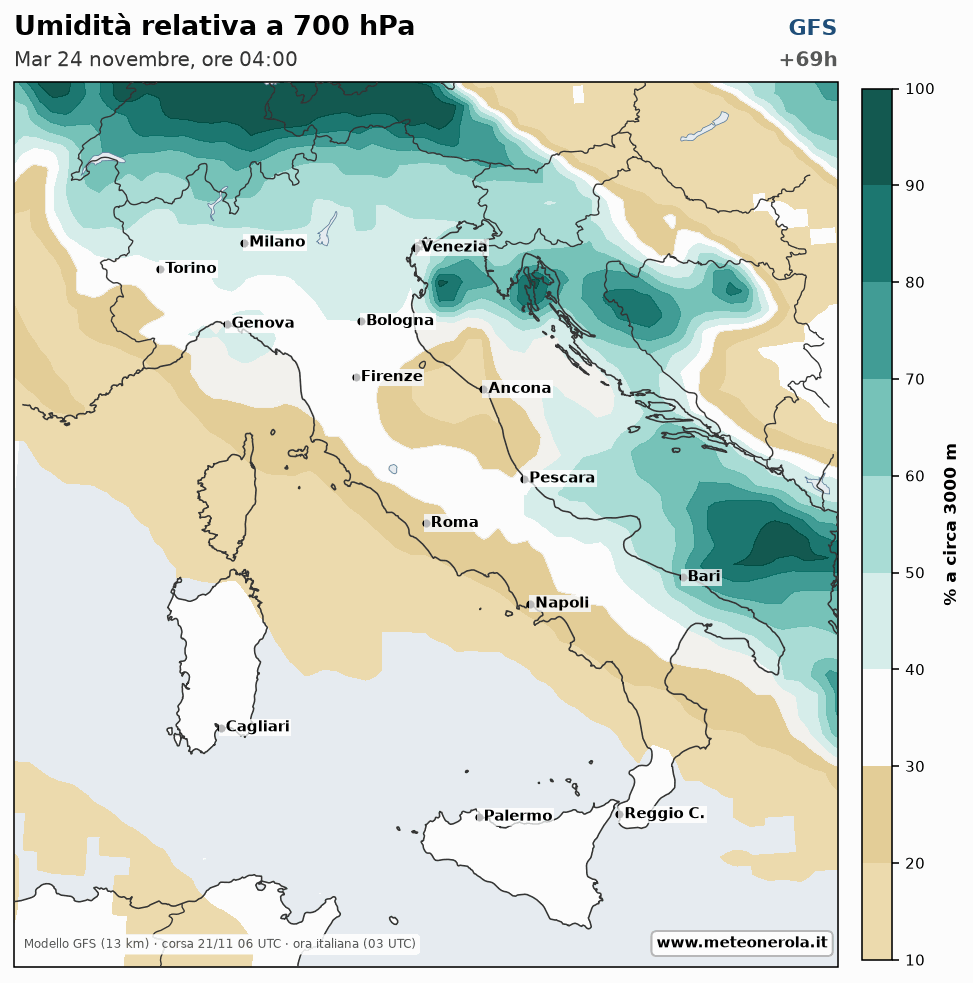 Umidità relativa a 700 hPa
GFS
Mar 24 novembre, ore 04:00
+69h
Milano
Venezia
Torino
Genova
Bologna
Firenze
Ancona
Pescara
Roma
Bari
Napoli
Cagliari
Palermo
Reggio C.
100
90
80
70
60
50
40
30
20
10
% a circa 3000 m
Modello GFS (13 km) · corsa 21/11 06 UTC · ora italiana (03 UTC)
www.meteonerola.it